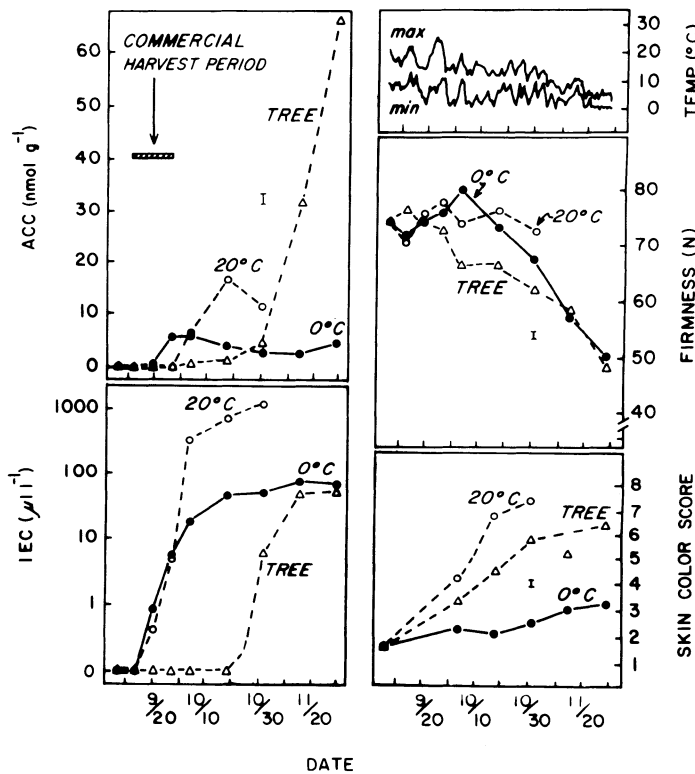 60
50
40
30
20
10
0
ACC (nmol g⁻¹)
COMMERCIAL
HARVEST PERIOD
TREE
20°C
0°C
1000
100
10
1
0
IEC (μl l⁻¹)
20°C
0°C
TREE
9/20
10/10
10/30
11/20
max
min
30
20
10
0
TEMP (°C)
0°C
20°C
TREE
80
70
60
50
40
FIRMNESS (N)
20°C
TREE
0°C
8
7
6
5
4
3
2
1
SKIN COLOR SCORE
9/20
10/10
10/30
11/20
DATE